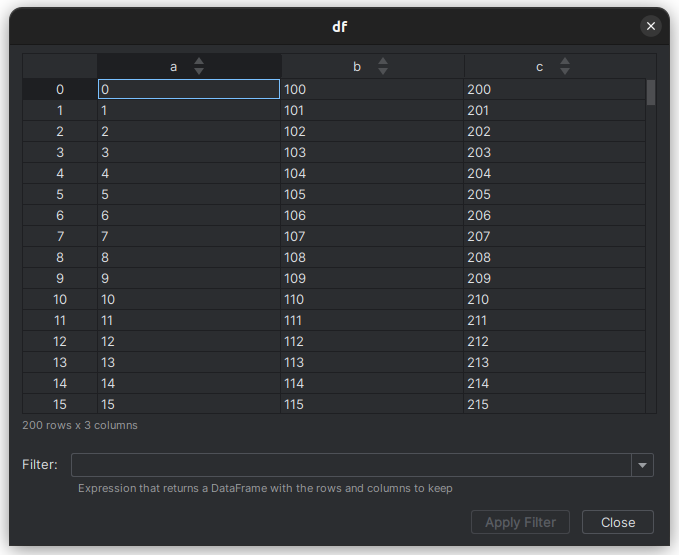 df
a b c
0 0 100 200
1 1 101 201
2 2 102 202
3 3 103 203
4 4 104 204
5 5 105 205
6 6 106 206
7 7 107 207
8 8 108 208
9 9 109 209
10 10 110 210
11 11 111 211
12 12 112 212
13 13 113 213
14 14 114 214
15 15 115 215
200 rows x 3 columns
Filter:
Expression that returns a DataFrame with the rows and columns to keep
Apply Filter Close